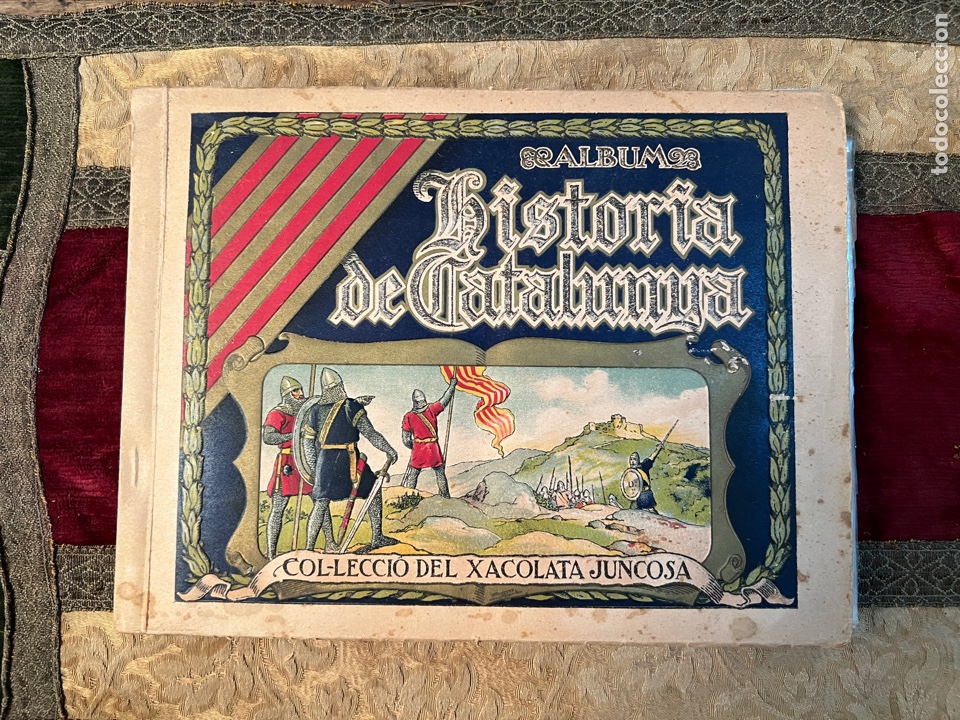 ALBUM
Historia
de Catalunya
COL-LECCIÓ DEL XACOLATA JUNCOSA
todocoleccion